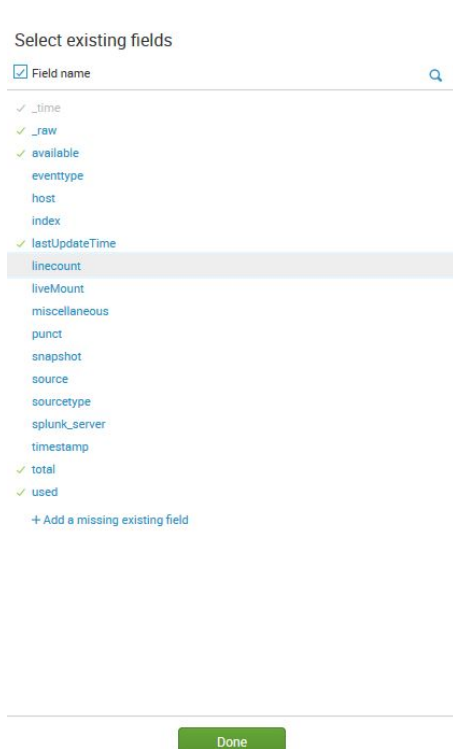 Select existing fields
Field name
_time
_raw
available
eventtype
host
index
lastUpdateTime
linecount
liveMount
miscellaneous
punct
snapshot
source
sourcetype
splunk_server
timestamp
total
used
+ Add a missing existing field
Done